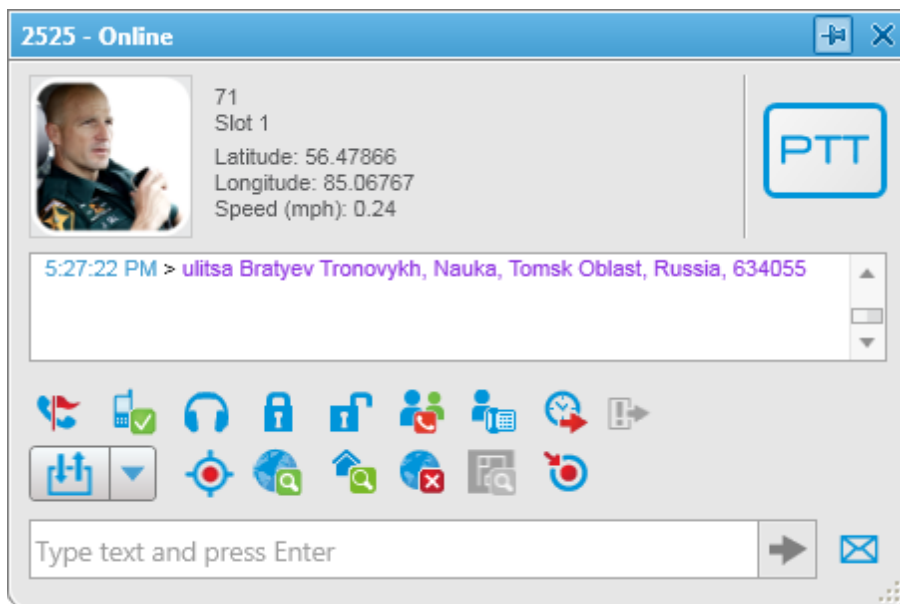 2525 - Online
71
Slot 1
Latitude: 56.47866
Longitude: 85.06767
Speed (mph): 0.24
PTT
5:27:22 PM > ulitsa Bratyev Tronovykh, Nauka, Tomsk Oblast, Russia, 634055
Type text and press Enter